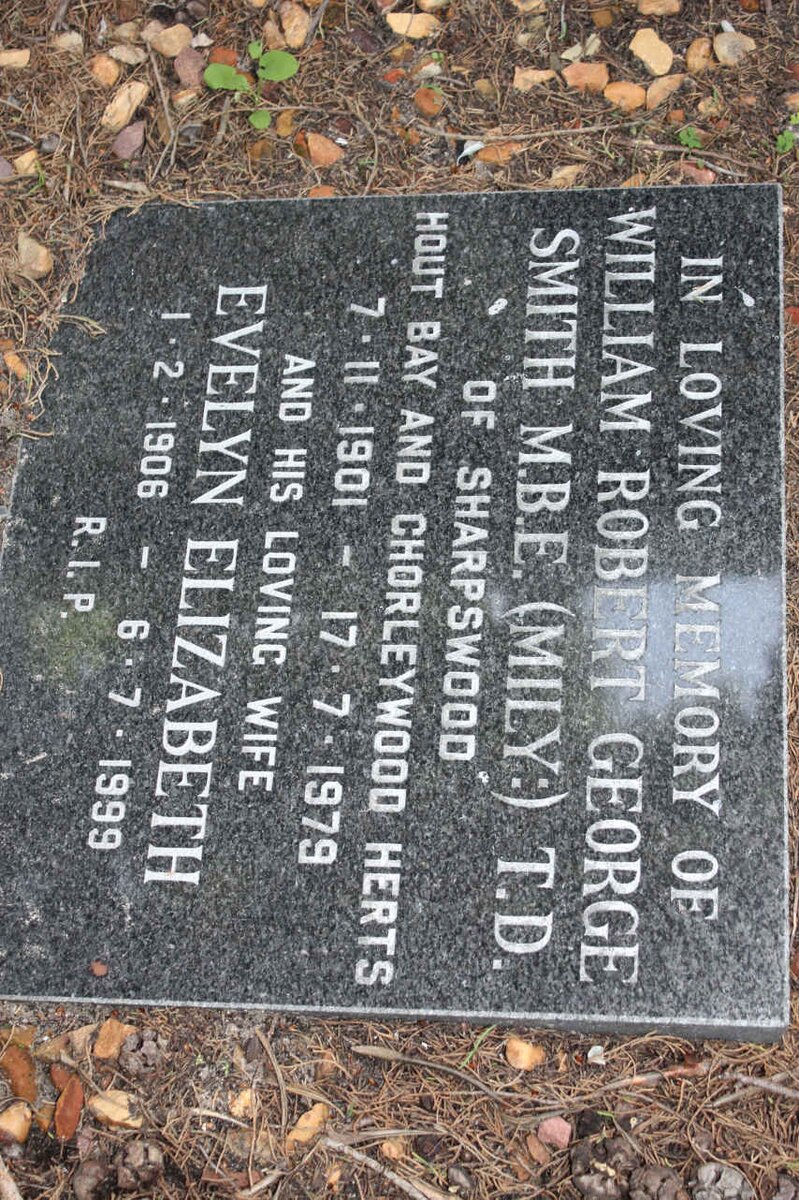 IN LOVING MEMORY OF
WILLIAM ROBERT GEORGE
SMITH M.B.E. (MILY:) T.D.
OF SHARPSWOOD
HOUT BAY AND CHORLEYWOOD HERTS
7·11·1901 – 17·7·1979
AND HIS LOVING WIFE
EVELYN ELIZABETH
1·2·1906 – 6·7·1999
R.I.P.